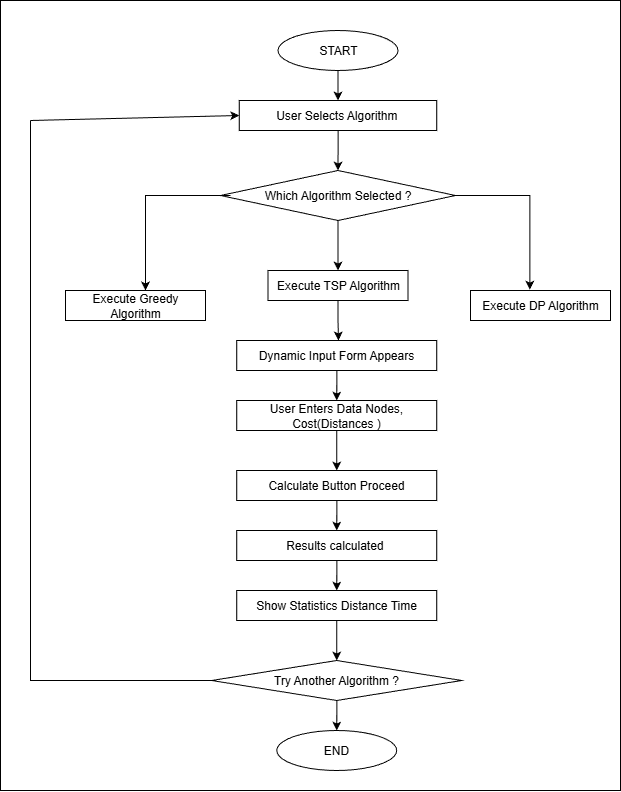 START
User Selects Algorithm
Which Algorithm Selected ?
Execute Greedy
Algorithm
Execute TSP Algorithm
Execute DP Algorithm
Dynamic Input Form Appears
User Enters Data Nodes,
Cost(Distances )
Calculate Button Proceed
Results calculated
Show Statistics Distance Time
Try Another Algorithm ?
END